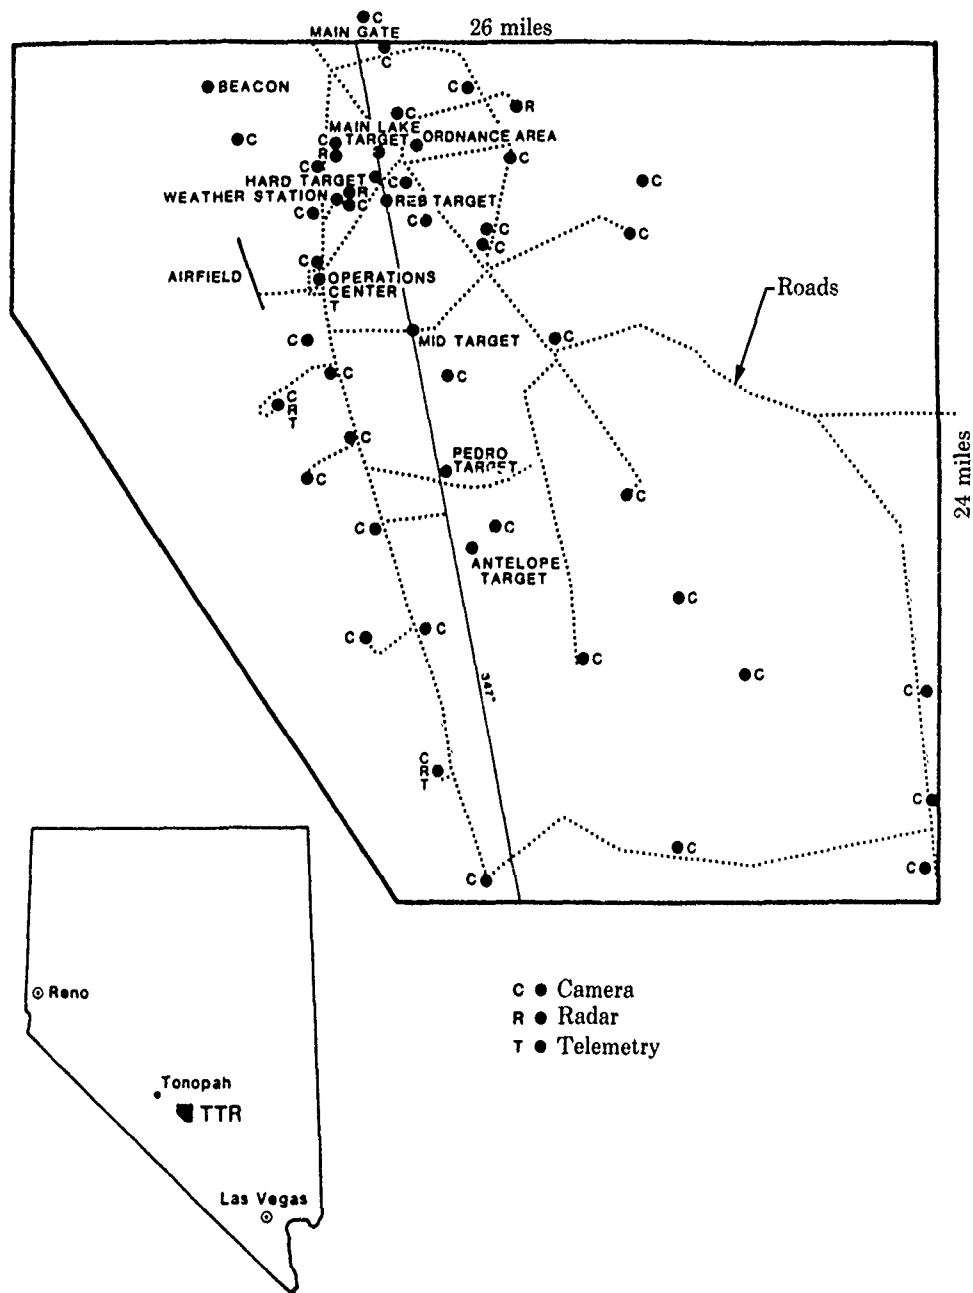 C
MAIN GATE
26 miles
C
BEACON
C
R
C
C
MAIN LAKE
TARGET
ORDNANCE AREA
C
R
C
C
HARD TARGET
C
C
WEATHER STATION
R
C
REB TARGET
C
C
C
C
C
AIRFIELD
C
OPERATIONS
CENTER
T
Roads
MID TARGET
C
C
C
C
C
R
T
C
PEDRO
TARGET
C
C
24 miles
C
C
ANTELOPE
TARGET
C
C
C
C
C
347°
C
C
R
T
C
C
C
C
Reno
C Camera
R Radar
T Telemetry
Tonopah
TTR
Las Vegas